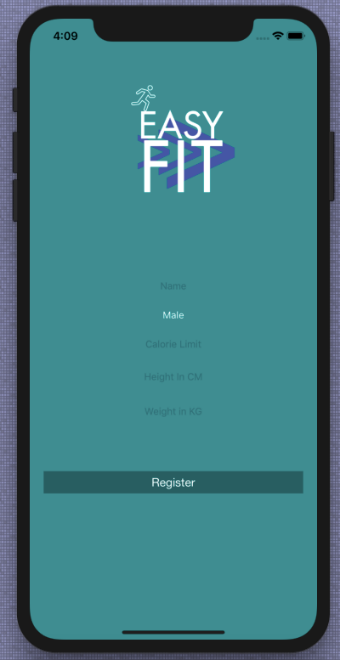 4:09
EASY
FIT
Name
Male
Calorie Limit
Height in CM
Weight in KG
Register